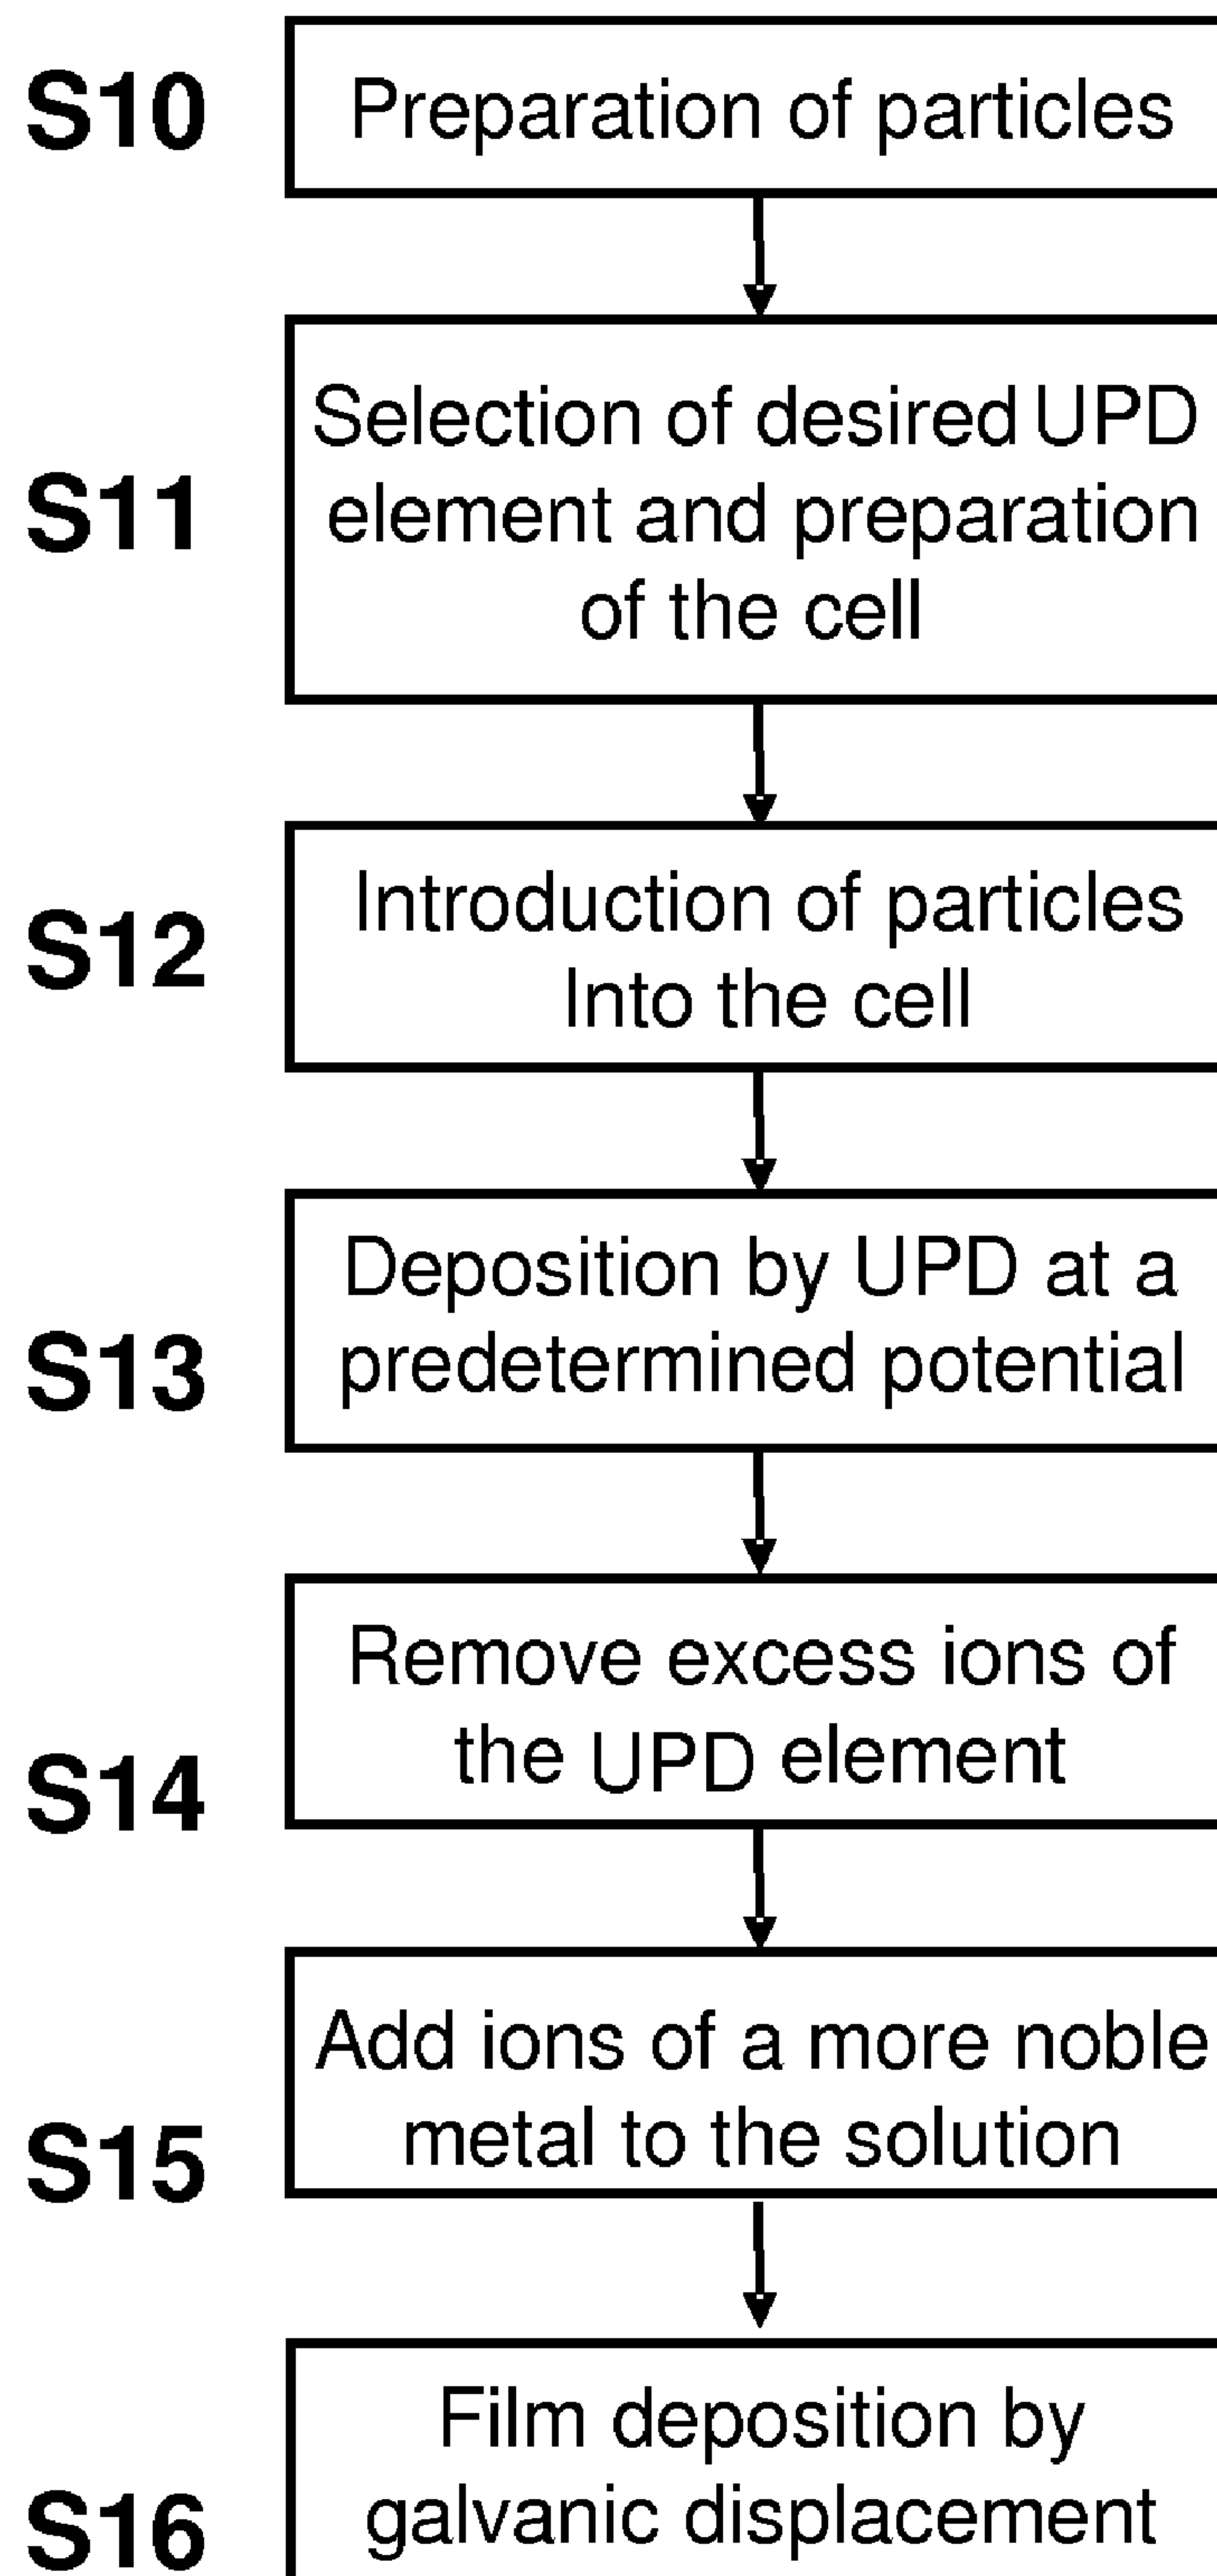 S10
Preparation of particles
S11
Selection of desired UPD
element and preparation
of the cell
S12
Introduction of particles
Into the cell
S13
Deposition by UPD at a
predetermined potential
S14
Remove excess ions of
the UPD element
S15
Add ions of a more noble
metal to the solution
S16
Film deposition by
galvanic displacement